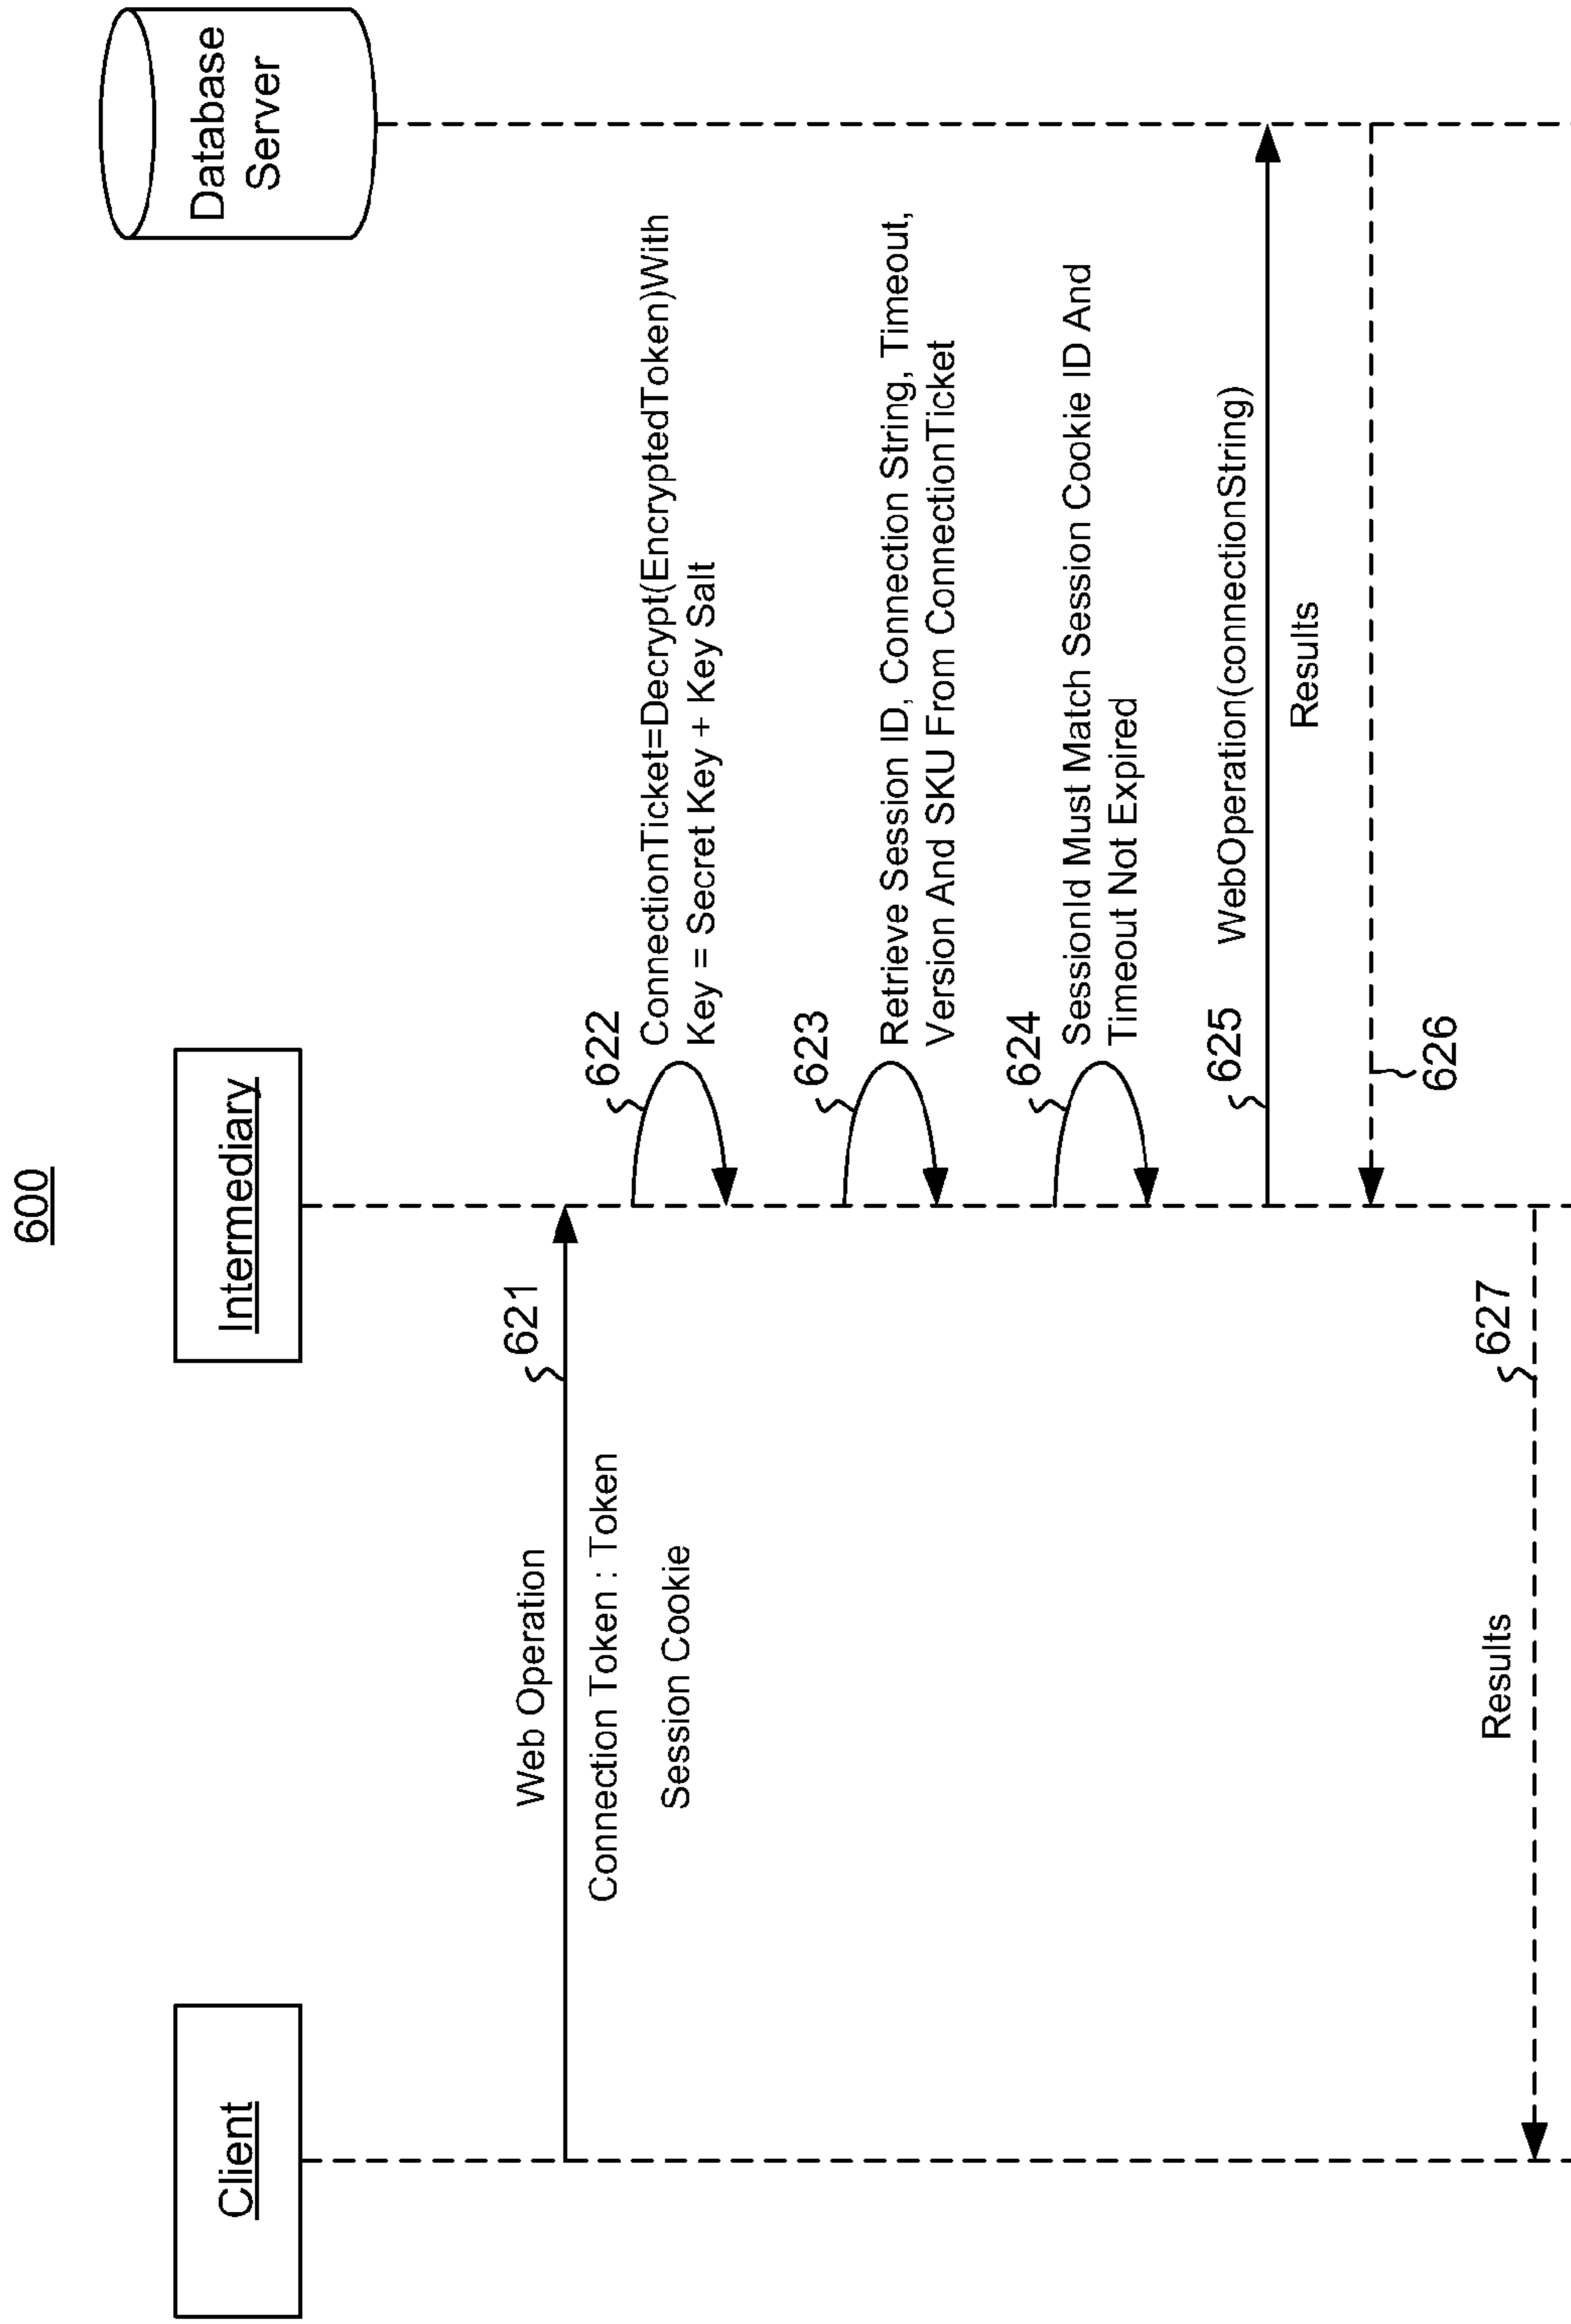 600
Client
Intermediary
Database
Server
Web Operation
621
Connection Token : Token
Session Cookie
622
ConnectionTicket=Decrypt(EncryptedToken)With
Key = Secret Key + Key Salt
623
Retrieve Session ID, Connection String, Timeout,
Version And SKU From ConnectionTicket
624
SessionId Must Match Session Cookie ID And
Timeout Not Expired
625
WebOperation(connectionString)
Results
626
627
Results